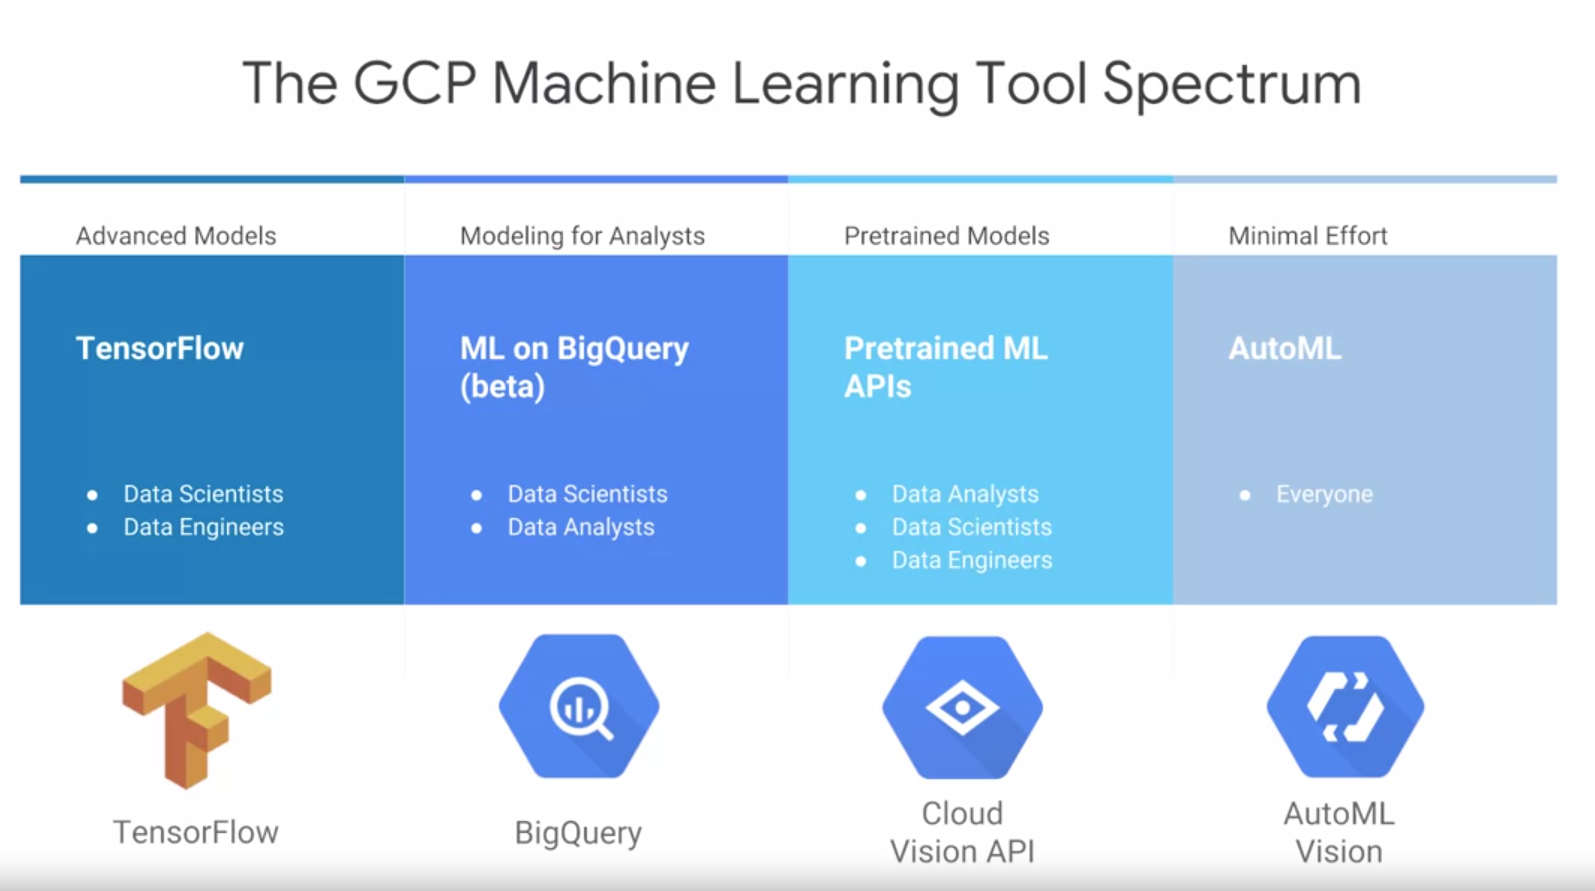 The GCP Machine Learning Tool Spectrum
Advanced Models
TensorFlow
Data Scientists
Data Engineers
TensorFlow
Modeling for Analysts
ML on BigQuery
(beta)
Data Scientists
Data Analysts
BigQuery
Pretrained Models
Pretrained ML
APIs
Data Analysts
Data Scientists
Data Engineers
Cloud
Vision API
Minimal Effort
AutoML
Everyone
AutoML
Vision